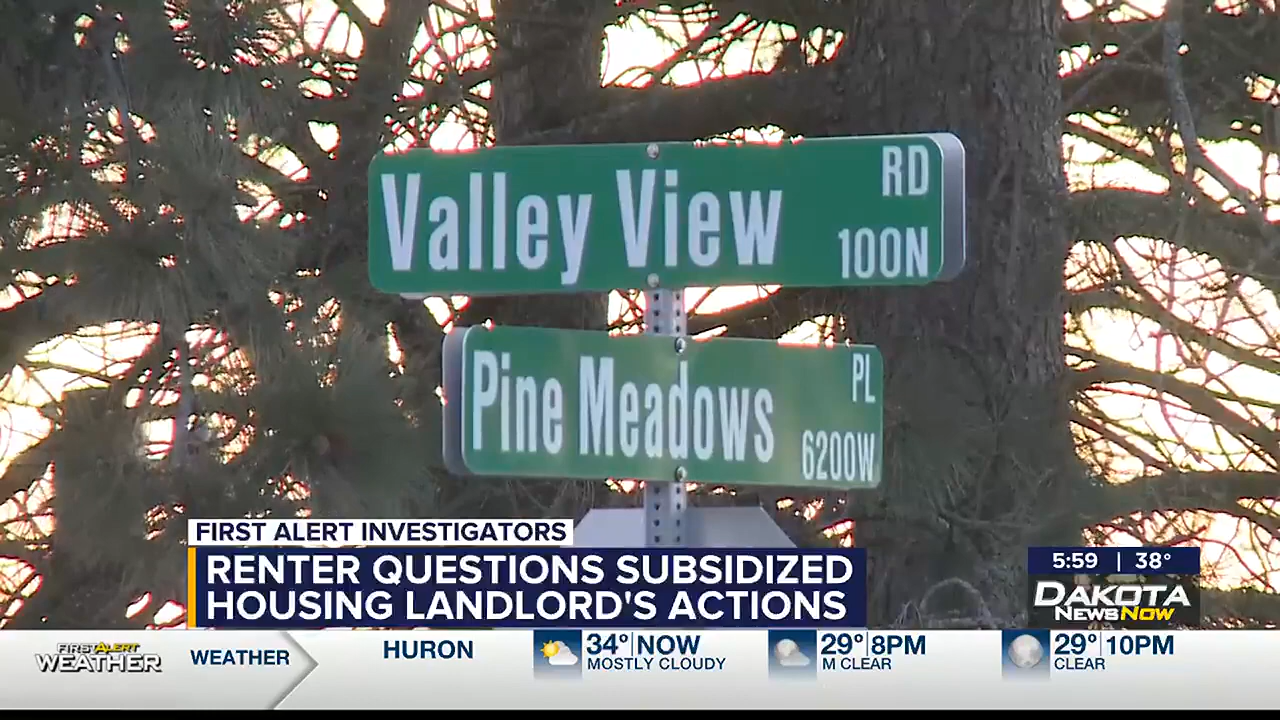 Valley View RD
100N
Pine Meadows PL
6200W
FIRST ALERT INVESTIGATORS
RENTER QUESTIONS SUBSIDIZED
HOUSING LANDLORD'S ACTIONS
5:59 | 38°
DAKOTA
NEWS NOW
FIRST ALERT
WEATHER
WEATHER
HURON
34° NOW
MOSTLY CLOUDY
29° 8PM
M CLEAR
29° 10PM
CLEAR